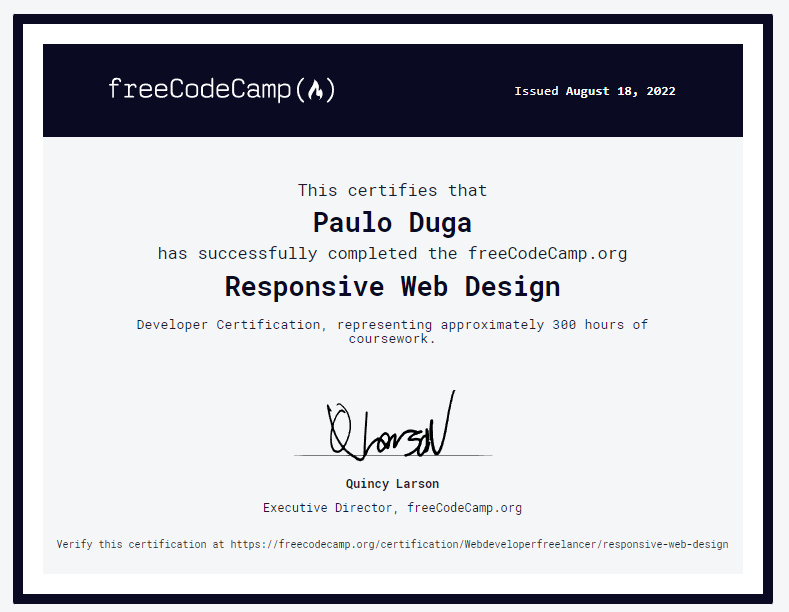 freeCodeCamp
Issued August 18, 2022
This certifies that
Paulo Duga
has successfully completed the freeCodeCamp.org
Responsive Web Design
Developer Certification, representing approximately 300 hours of
coursework.
Q Larson
Quincy Larson
Executive Director, freeCodeCamp.org
Verify this certification at https://freecodecamp.org/certification/Webdeveloperfreelancer/responsive-web-design